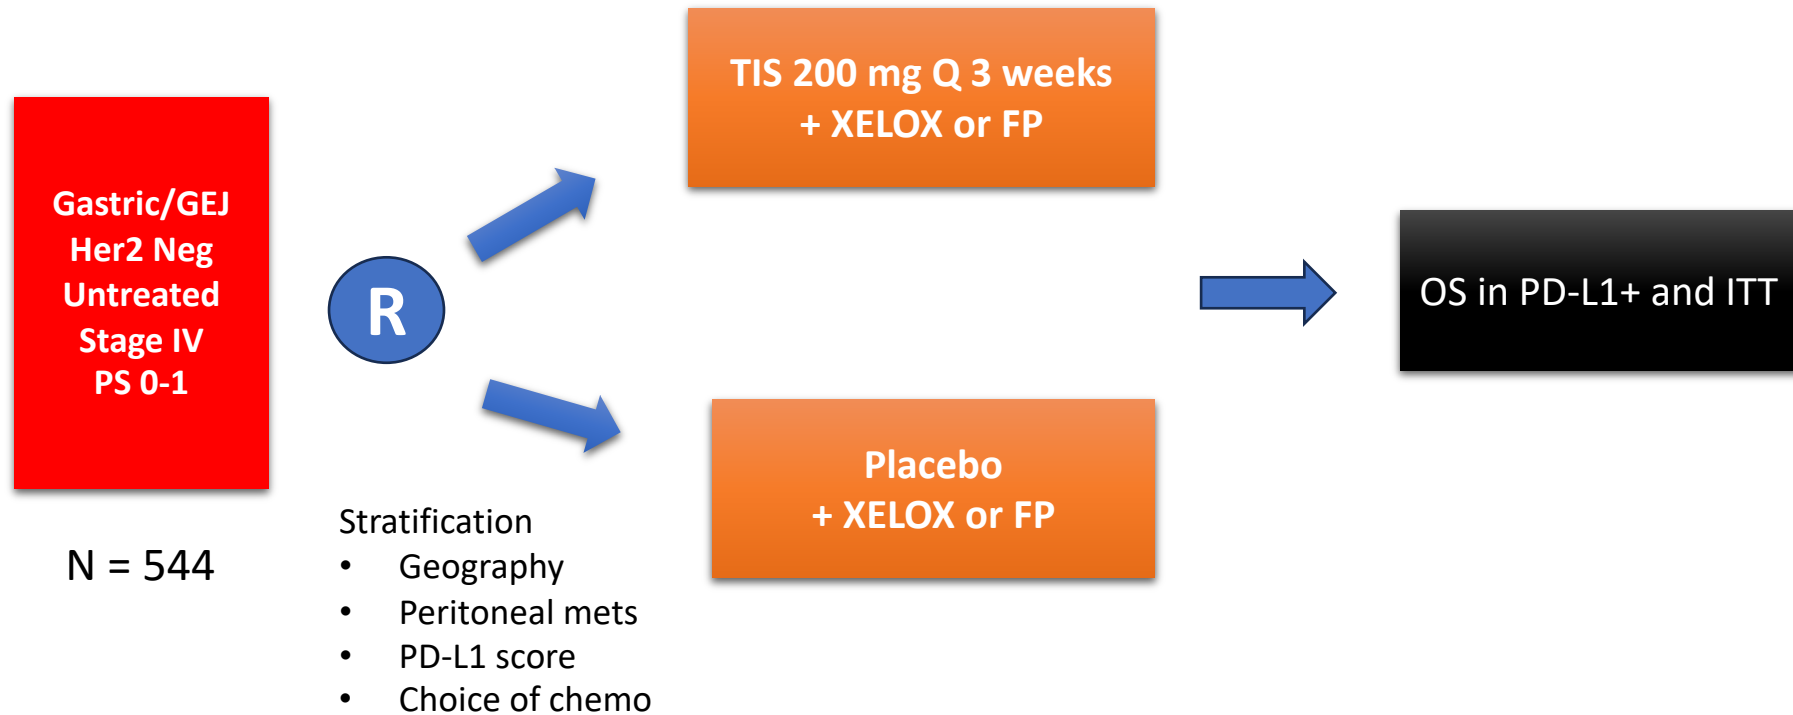 Gastric/GEJ
Her2 Neg
Untreated
Stage IV
PS 0-1
N = 544
R
Stratification
• Geography
• Peritoneal mets
• PD-L1 score
• Choice of chemo
TIS 200 mg Q 3 weeks
+ XELOX or FP
Placebo
+ XELOX or FP
OS in PD-L1+ and ITT